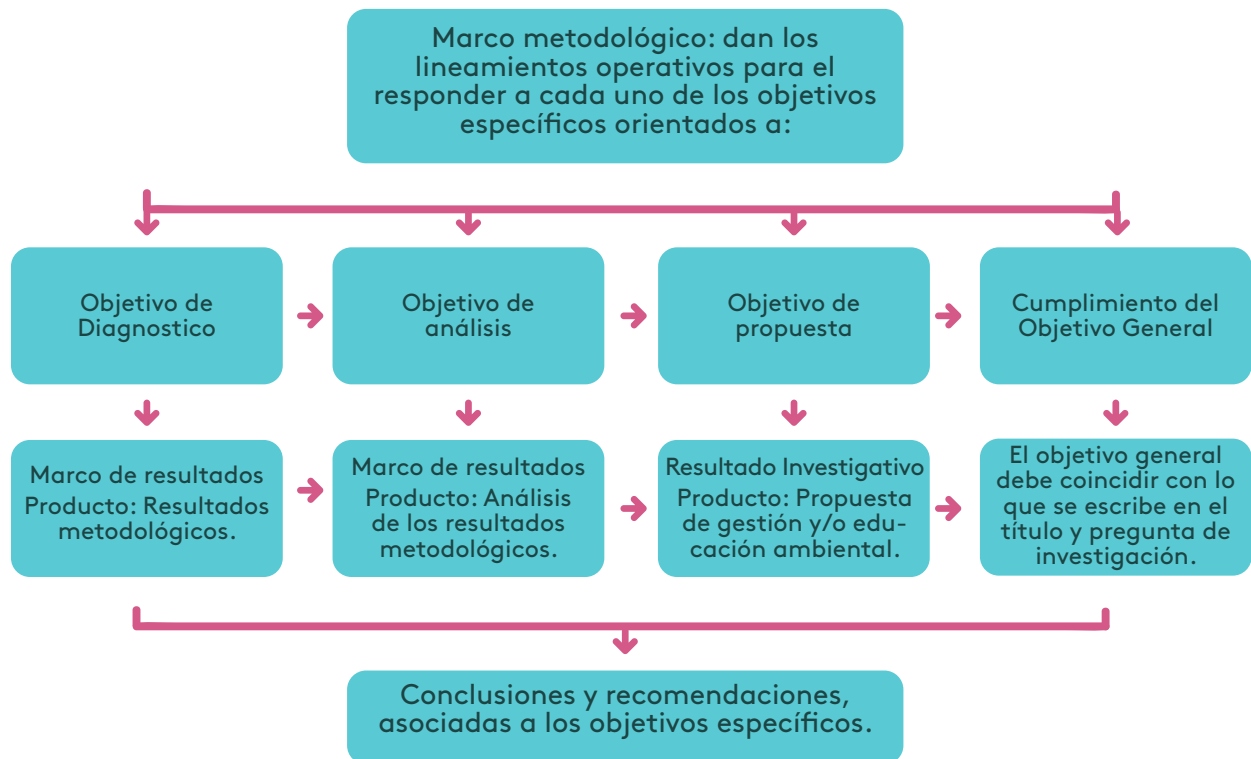 Marco metodológico: dan los
lineamientos operativos para el
responder a cada uno de los objetivos
específicos orientados a:
Objetivo de
Diagnostico
Objetivo de
análisis
Objetivo de
propuesta
Cumplimiento del
Objetivo General
Marco de resultados
Producto: Resultados
metodológicos.
Marco de resultados
Producto: Análisis
de los resultados
metodológicos.
Resultado Investigativo
Producto: Propuesta
de gestión y/o edu-
cación ambiental.
El objetivo general
debe coincidir con lo
que se escribe en el
título y pregunta de
investigación.
Conclusiones y recomendaciones,
asociadas a los objetivos específicos.